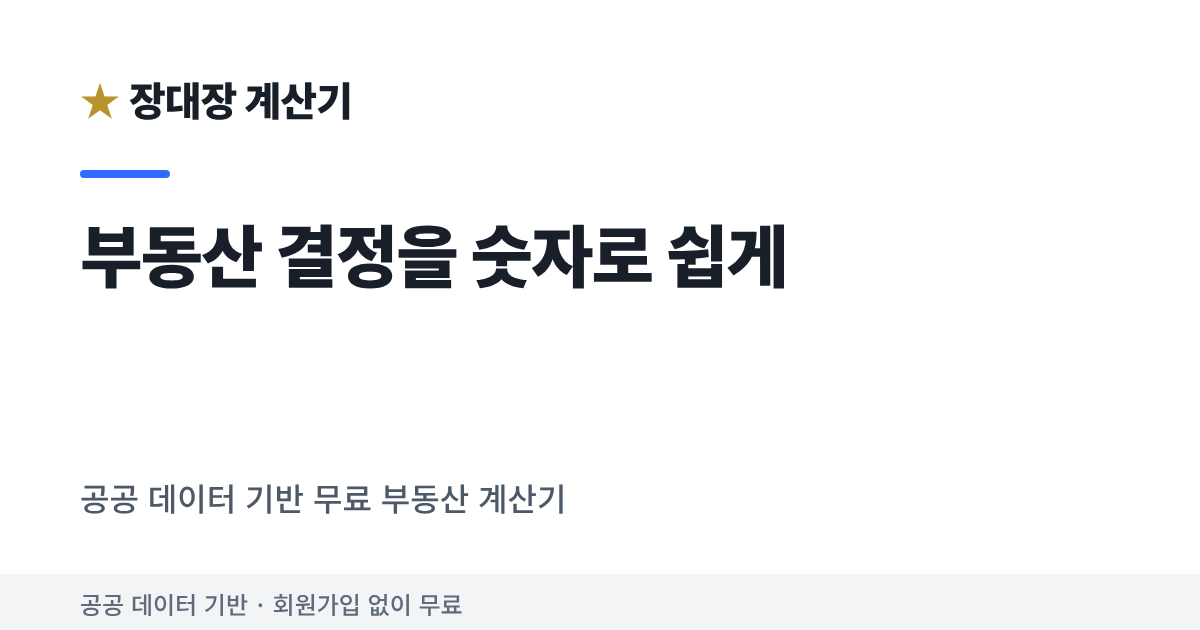 ★ 장대장 계산기
부동산 결정을 숫자로 쉽게
공공 데이터 기반 무료 부동산 계산기
공공 데이터 기반 · 회원가입 없이 무료